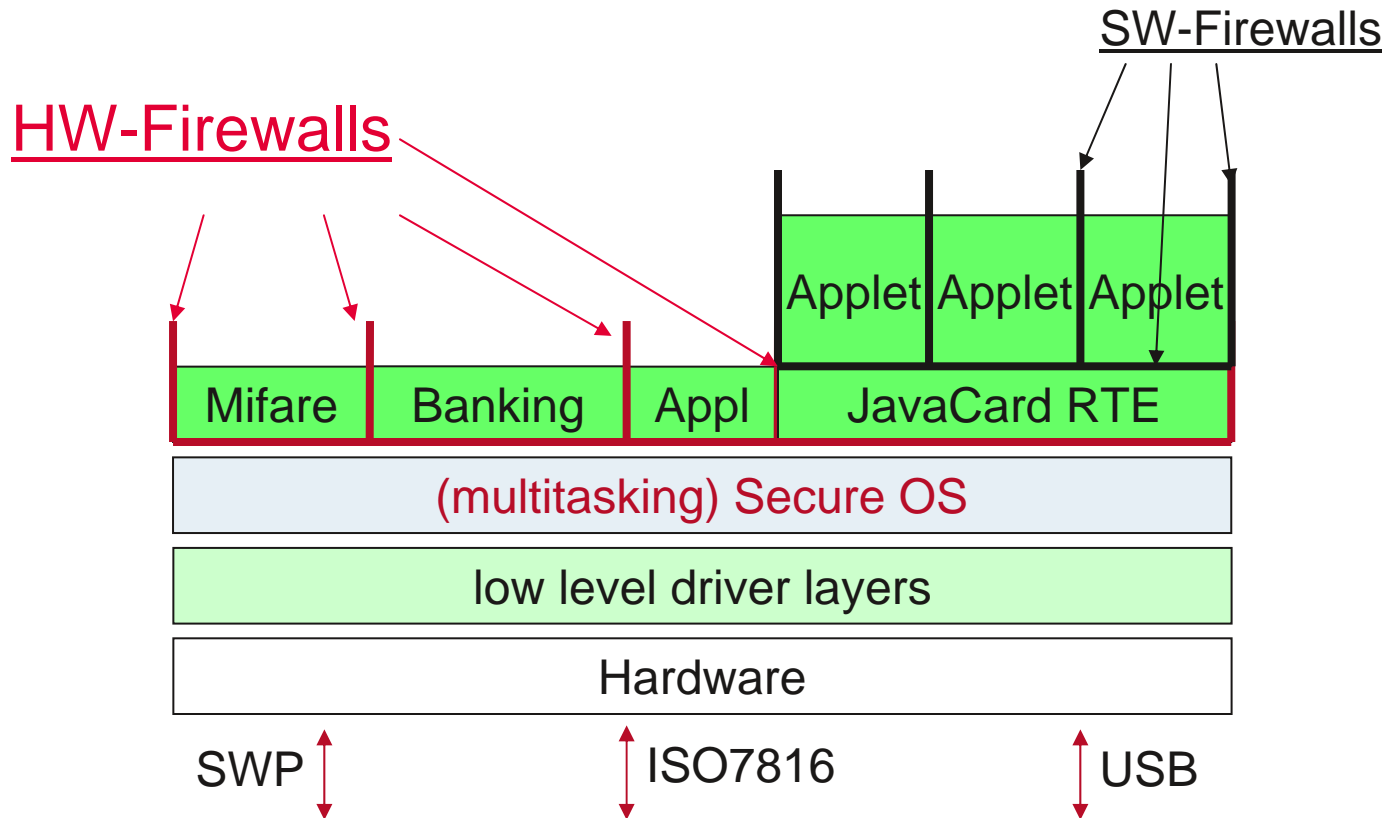 SW-Firewalls
HW-Firewalls
Applet Applet Applet
Mifare Banking Appl JavaCard RTE
(multitasking) Secure OS
low level driver layers
Hardware
SWP ISO7816 USB